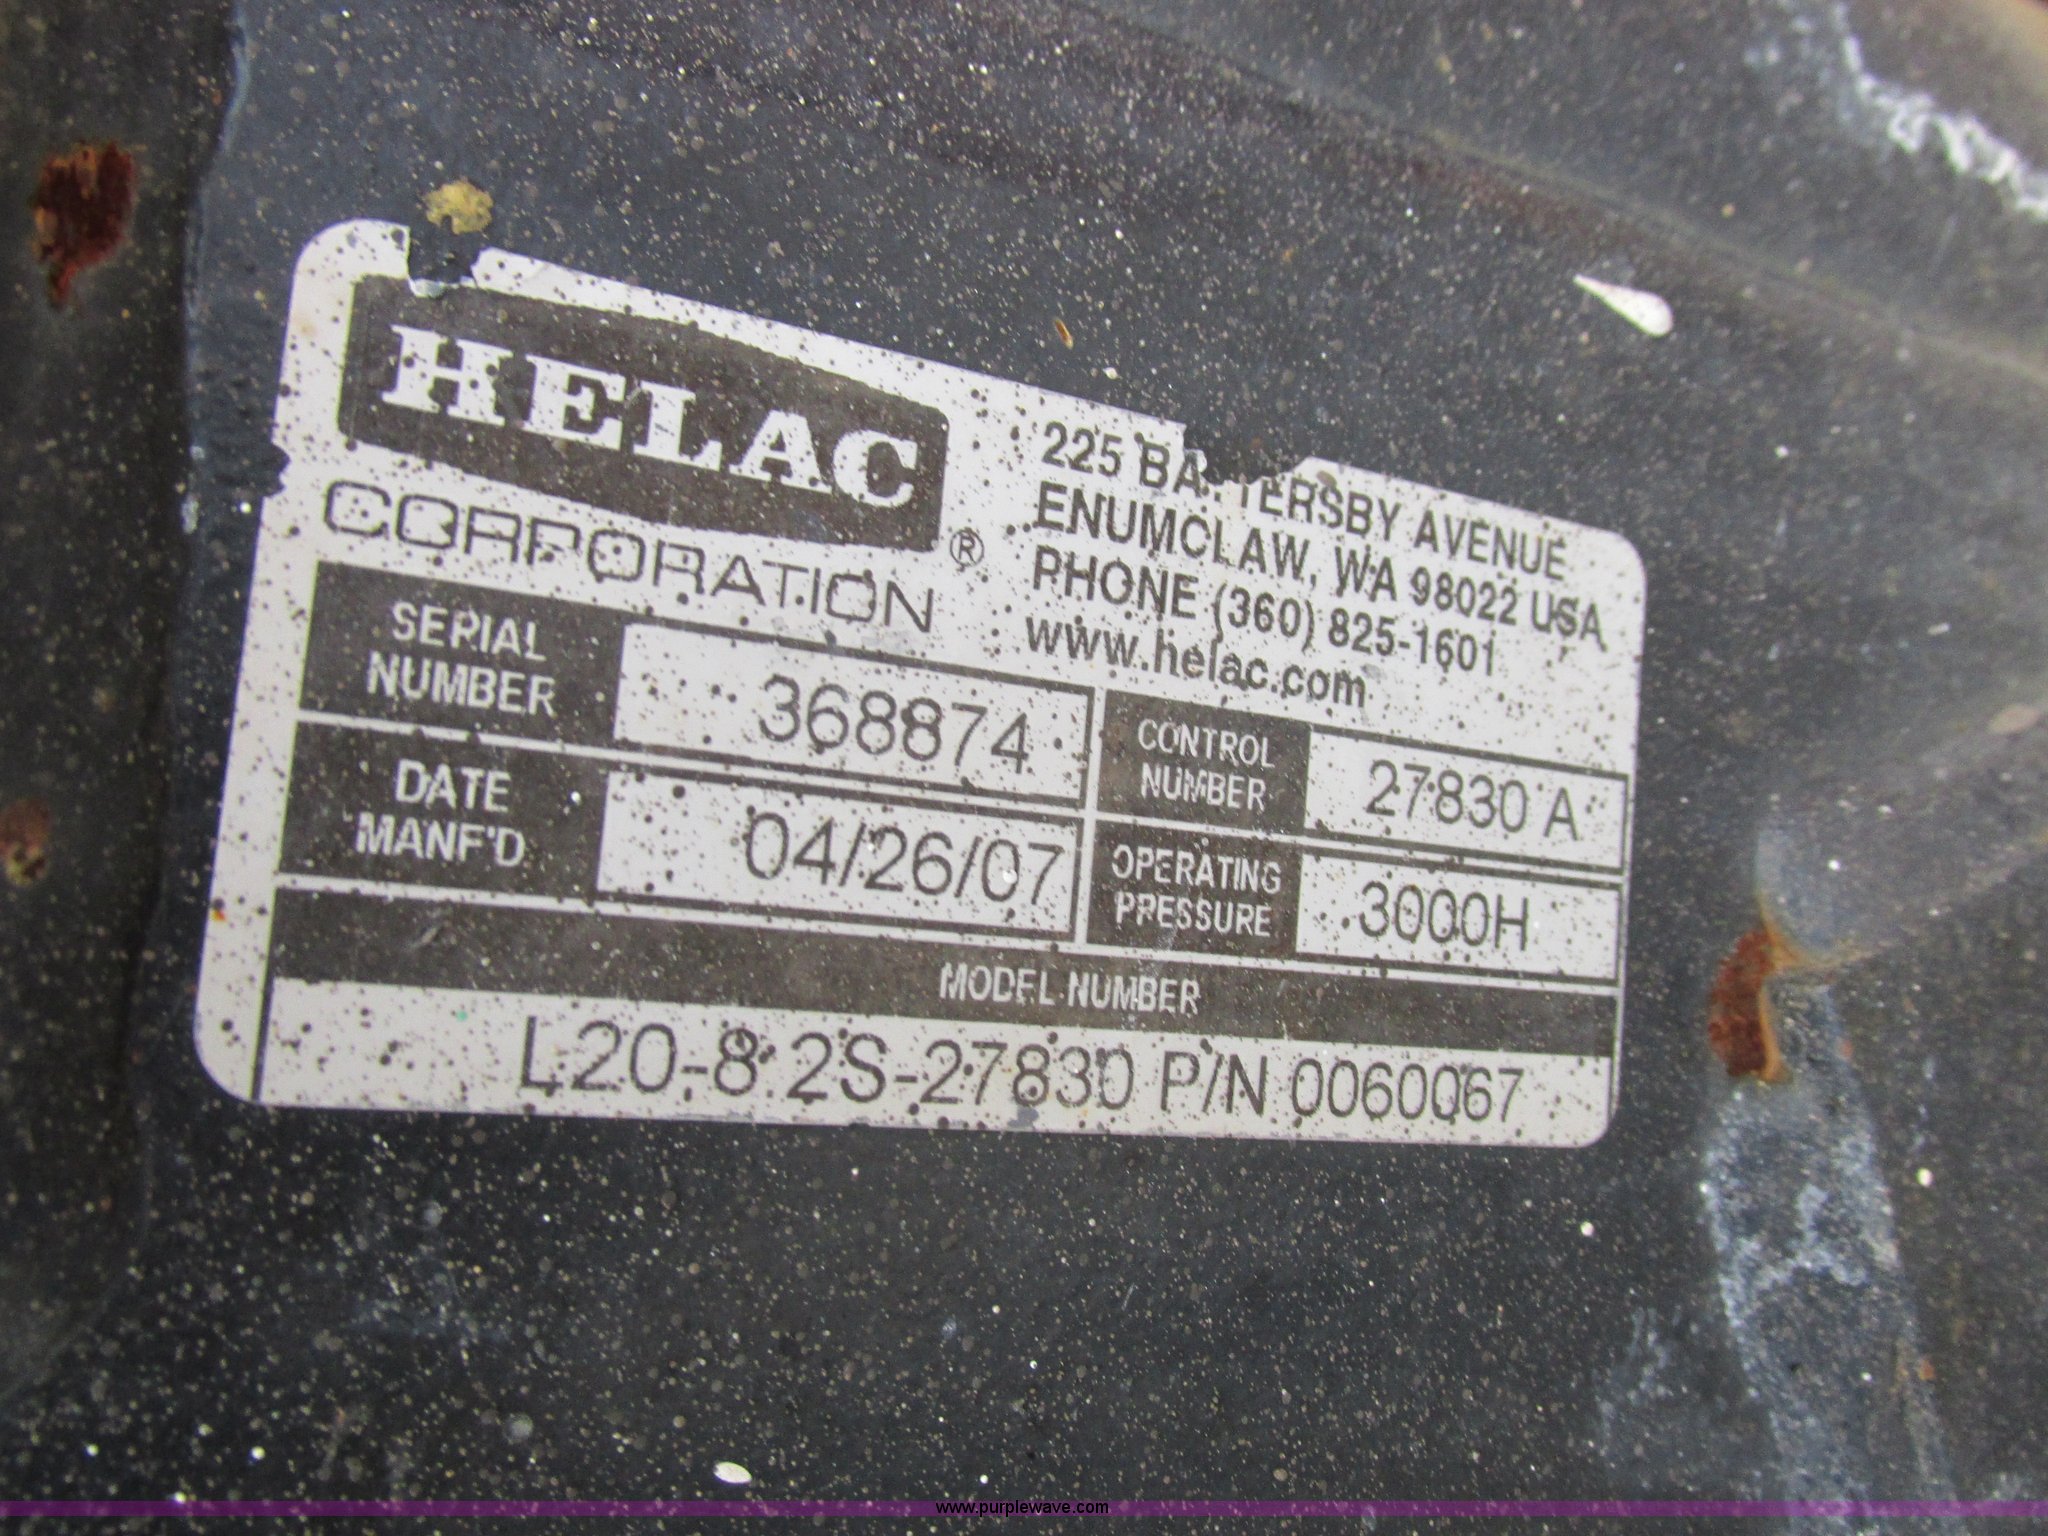 HELAC®
CORPORATION
225 BATTERSBY AVENUE
ENUMCLAW, WA 98022 USA
PHONE (360) 825-1601
www.helac.com
SERIAL NUMBER 368874
CONTROL NUMBER 27830 A
DATE MANF'D 04/26/07
OPERATING PRESSURE 3000H
MODEL NUMBER
L20-8.2S-27830 P/N 0060067
www.purplewave.com